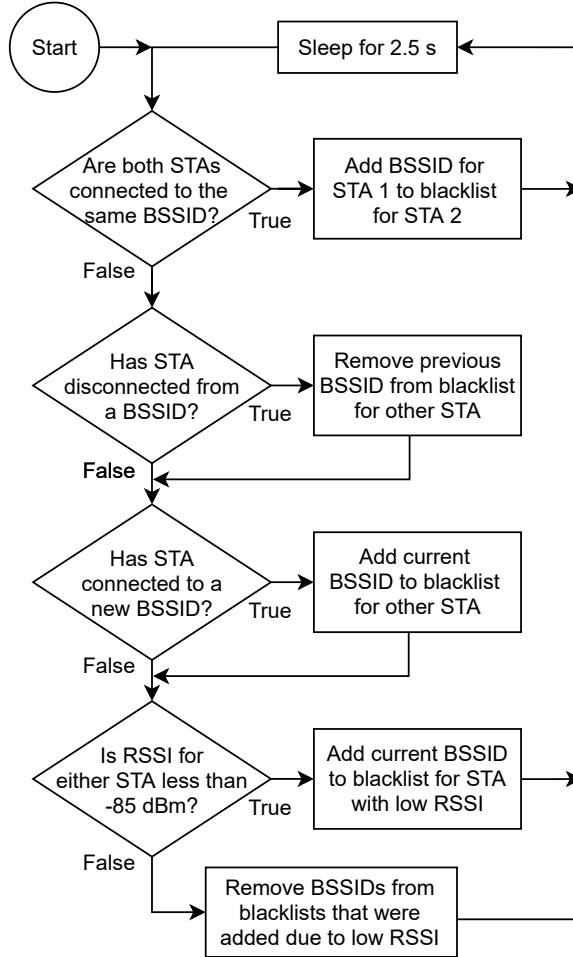 Start
Sleep for 2.5 s
Are both STAs
connected to the
same BSSID?
True
Add BSSID for
STA 1 to blacklist
for STA 2
False
Has STA
disconnected from
a BSSID?
True
Remove previous
BSSID from blacklist
for other STA
False
Has STA
connected to a
new BSSID?
True
Add current
BSSID to blacklist
for other STA
False
Is RSSI for
either STA less than
-85 dBm?
True
Add current BSSID
to blacklist for STA
with low RSSI
False
Remove BSSIDs from
blacklists that were
added due to low RSSI